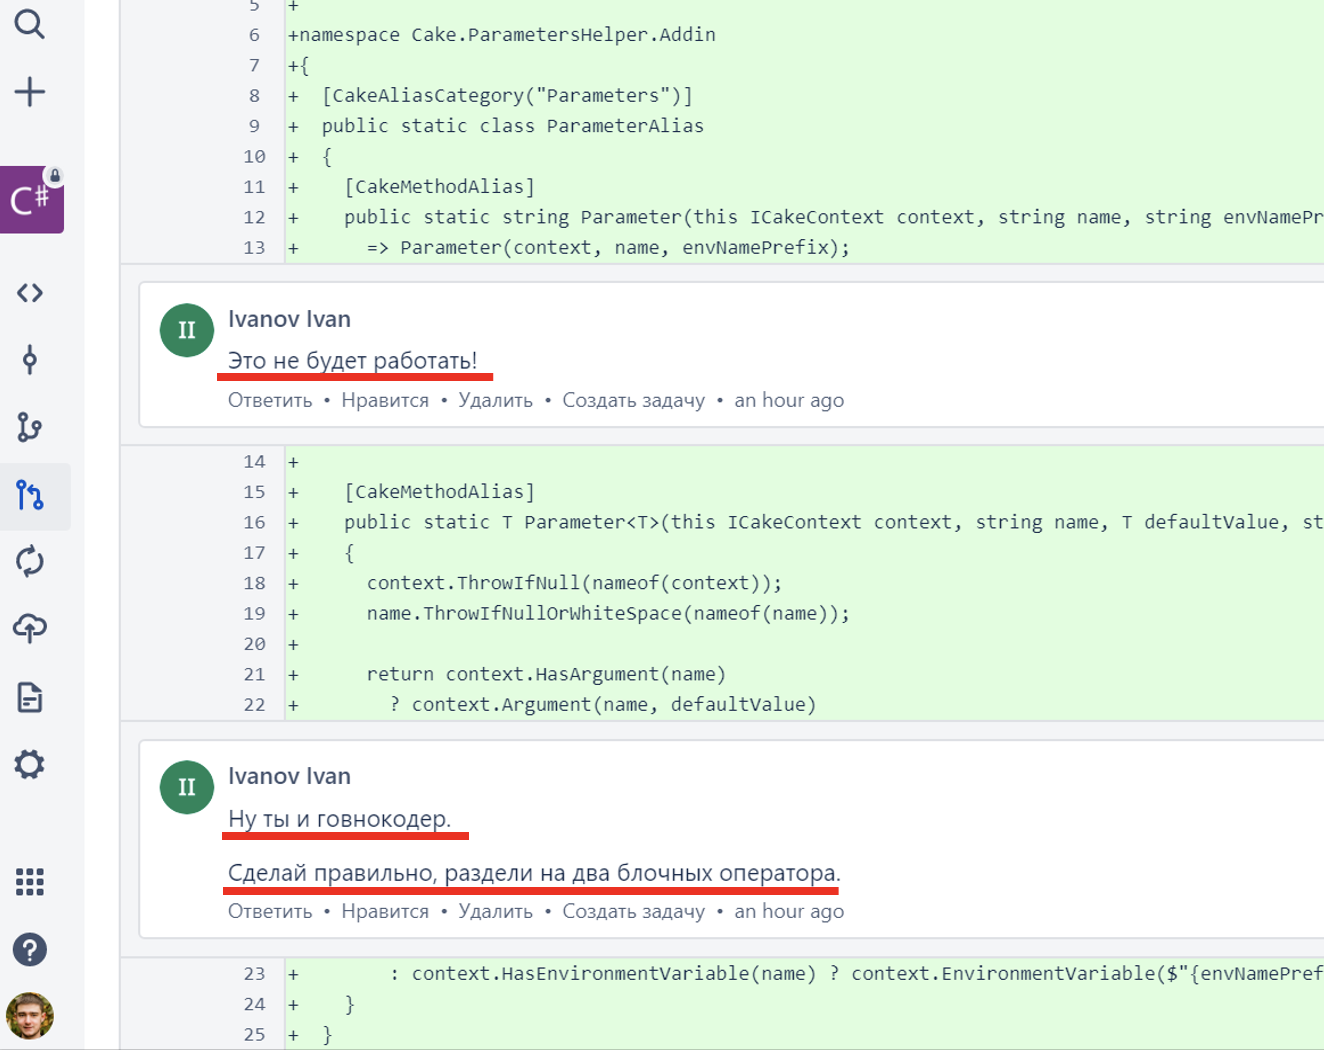 5 +
6 +namespace Cake.ParametersHelper.Addin
7 +{
8 + [CakeAliasCategory("Parameters")]
9 + public static class ParameterAlias
10 + {
11 + [CakeMethodAlias]
12 + public static string Parameter(this ICakeContext context, string name, string envNamePr
13 + => Parameter(context, name, envNamePrefix);
C#
II
Ivanov Ivan
Это не будет работать!
Ответить • Нравится • Удалить • Создать задачу • an hour ago
14 +
15 + [CakeMethodAlias]
16 + public static T Parameter<T>(this ICakeContext context, string name, T defaultValue, st
17 + {
18 + context.ThrowIfNull(nameof(context));
19 + name.ThrowIfNullOrWhiteSpace(nameof(name));
20 +
21 + return context.HasArgument(name)
22 + ? context.Argument(name, defaultValue)
II
Ivanov Ivan
Ну ты и говнокодер.
Сделай правильно, раздели на два блочных оператора.
Ответить • Нравится • Удалить • Создать задачу • an hour ago
23 + : context.HasEnvironmentVariable(name) ? context.EnvironmentVariable($"{envNamePref
24 + }
25 + }